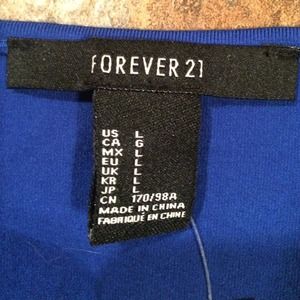 FOREVER 21
US L
CA G
MX L
EU L
UK L
KR L
JP L
CN 170/98A
MADE IN CHINA
FABRIQUÉ EN CHINE